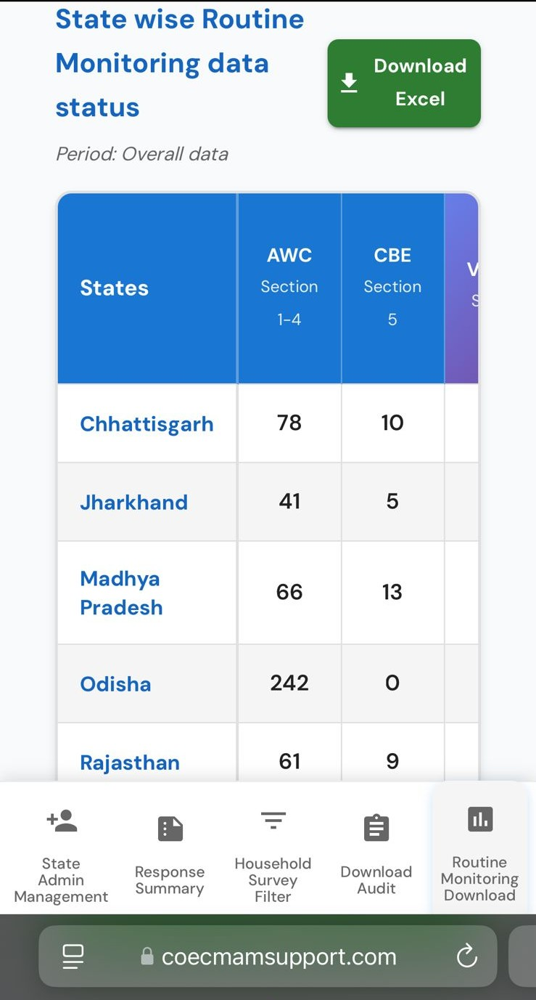 State wise Routine
Monitoring data
status
Download
Excel
Period: Overall data
States
AWC
Section
1-4
CBE
Section
5
Chhattisgarh 78 10
Jharkhand 41 5
Madhya
Pradesh 66 13
Odisha 242 0
Rajasthan 61 9
State
Admin
Management
Response
Summary
Household
Survey
Filter
Download
Audit
Routine
Monitoring
Download
coecmamsupport.com